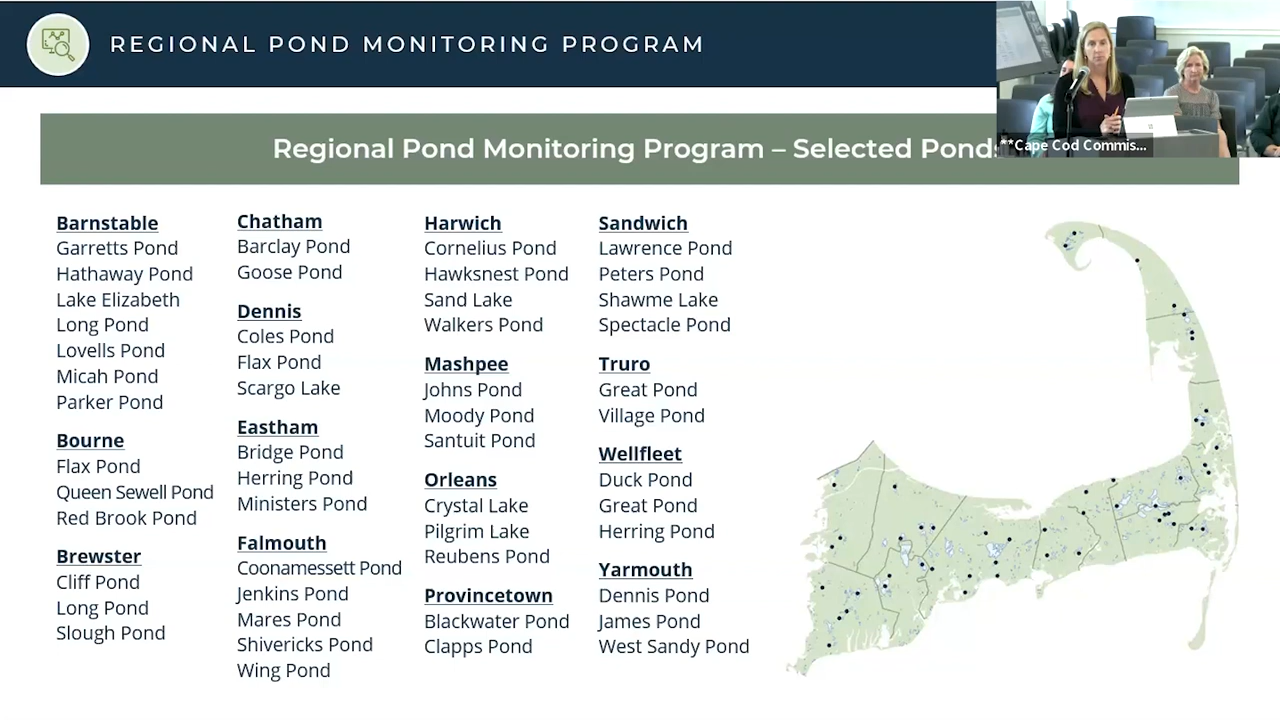 REGIONAL POND MONITORING PROGRAM
Regional Pond Monitoring Program – Selected Ponds
**Cape Cod Commis...
Barnstable
Garretts Pond
Hathaway Pond
Lake Elizabeth
Long Pond
Lovells Pond
Micah Pond
Parker Pond
Bourne
Flax Pond
Queen Sewell Pond
Red Brook Pond
Brewster
Cliff Pond
Long Pond
Slough Pond
Chatham
Barclay Pond
Goose Pond
Dennis
Coles Pond
Flax Pond
Scargo Lake
Eastham
Bridge Pond
Herring Pond
Ministers Pond
Falmouth
Coonamessett Pond
Jenkins Pond
Mares Pond
Shivericks Pond
Wing Pond
Harwich
Cornelius Pond
Hawksnest Pond
Sand Lake
Walkers Pond
Mashpee
Johns Pond
Moody Pond
Santuit Pond
Orleans
Crystal Lake
Pilgrim Lake
Reubens Pond
Provincetown
Blackwater Pond
Clapps Pond
Sandwich
Lawrence Pond
Peters Pond
Shawme Lake
Spectacle Pond
Truro
Great Pond
Village Pond
Wellfleet
Duck Pond
Great Pond
Herring Pond
Yarmouth
Dennis Pond
James Pond
West Sandy Pond